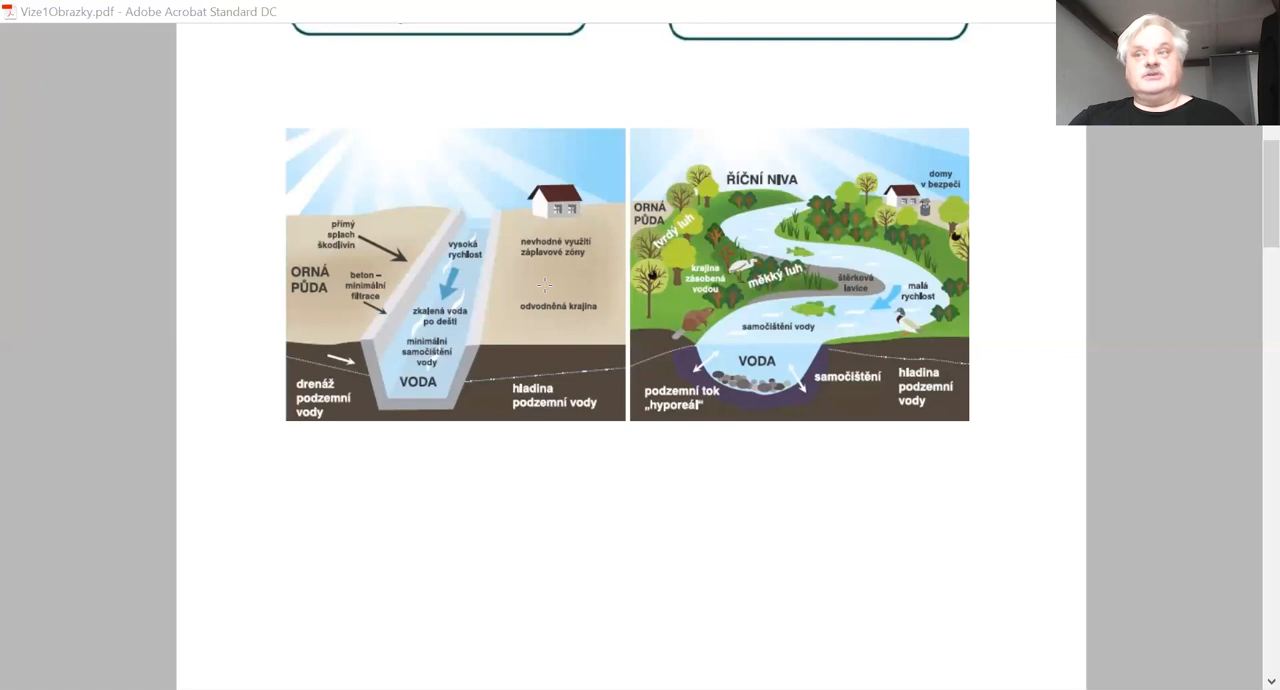 Vize1Obrazky.pdf - Adobe Acrobat Standard DC
přímý
splach
škodlivin
ORNÁ
PŮDA
beton –
minimální
filtrace
vysoká
rychlost
zkalená voda
po dešti
minimální
samočištění
vody
VODA
nevhodné využití
záplavové zóny
odvodněná krajina
drenáž
podzemní
vody
hladina
podzemní vody
ŘÍČNÍ NIVA
domy
v bezpečí
ORNÁ
PŮDA
tvrdý luh
krajina
zásobená
vodou
měkký luh
štěrková
lavice
malá
rychlost
samočištění vody
VODA
podzemní tok
„hyporeál“
samočištění
hladina
podzemní
vody